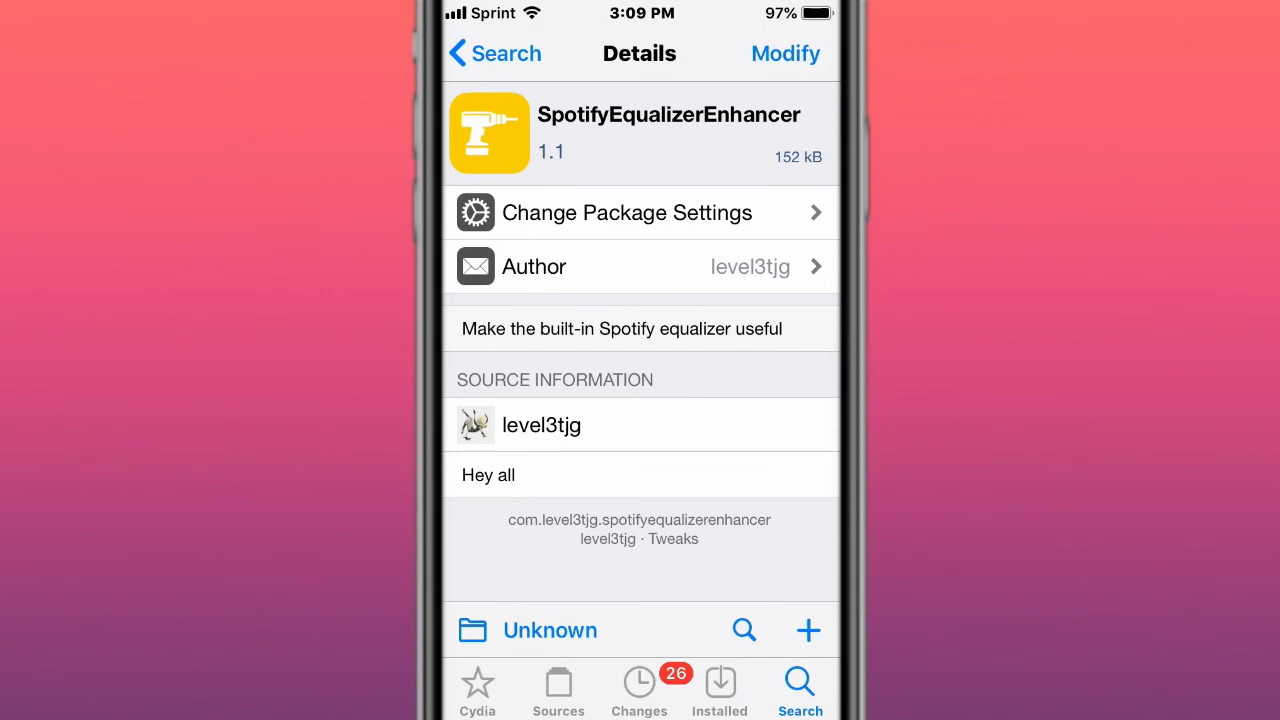 Sprint 3:09 PM 97%
Search Details Modify
SpotifyEqualizerEnhancer
1.1 152 kB
Change Package Settings
Author level3tjg
Make the built-in Spotify equalizer useful
SOURCE INFORMATION
level3tjg
Hey all
com.level3tjg.spotifyequalizerenhancer
level3tjg · Tweaks
Unknown
26
Cydia Sources Changes Installed Search